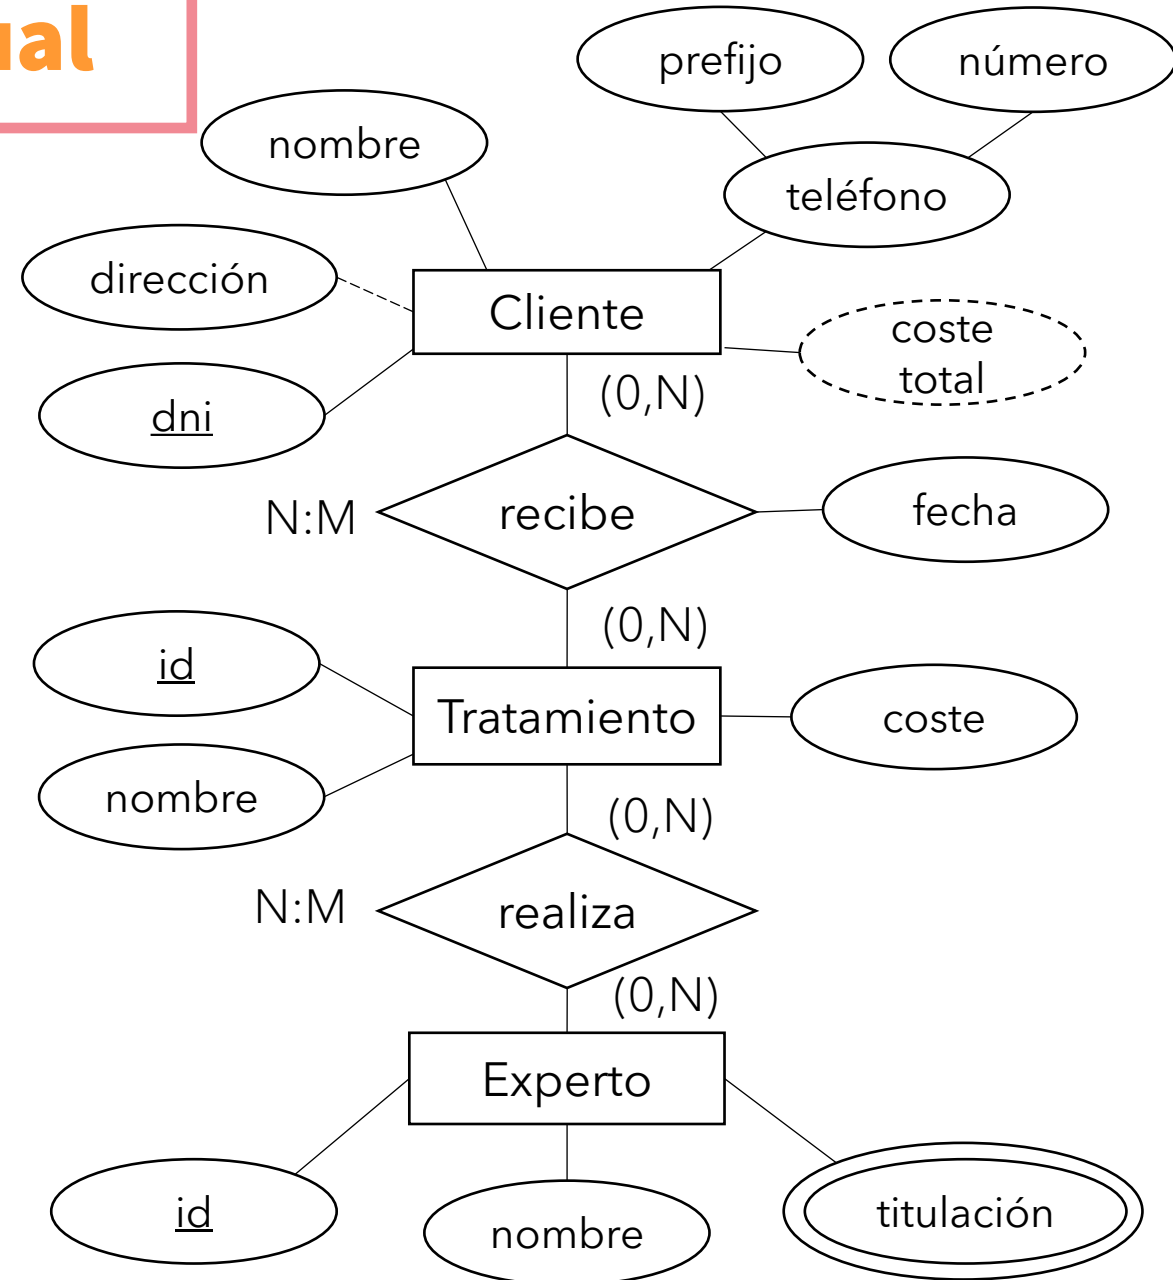 ual
prefijo
número
nombre
teléfono
dirección
Cliente
coste
total
dni
(0,N)
N:M
recibe
fecha
(0,N)
id
Tratamiento
coste
nombre
(0,N)
N:M
realiza
(0,N)
Experto
id
nombre
titulación